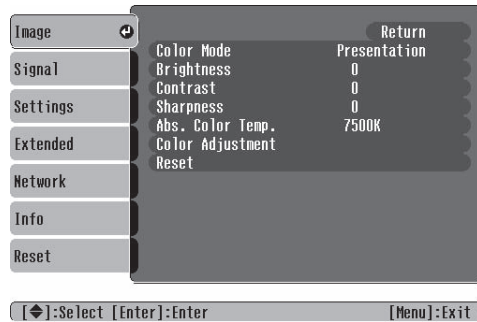 Image
Signal
Settings
Extended
Network
Info
Reset
Return
Color Mode Presentation
Brightness 0
Contrast 0
Sharpness 0
Abs. Color Temp. 7500K
Color Adjustment
Reset
[◆]:Select [Enter]:Enter [Menu]:Exit